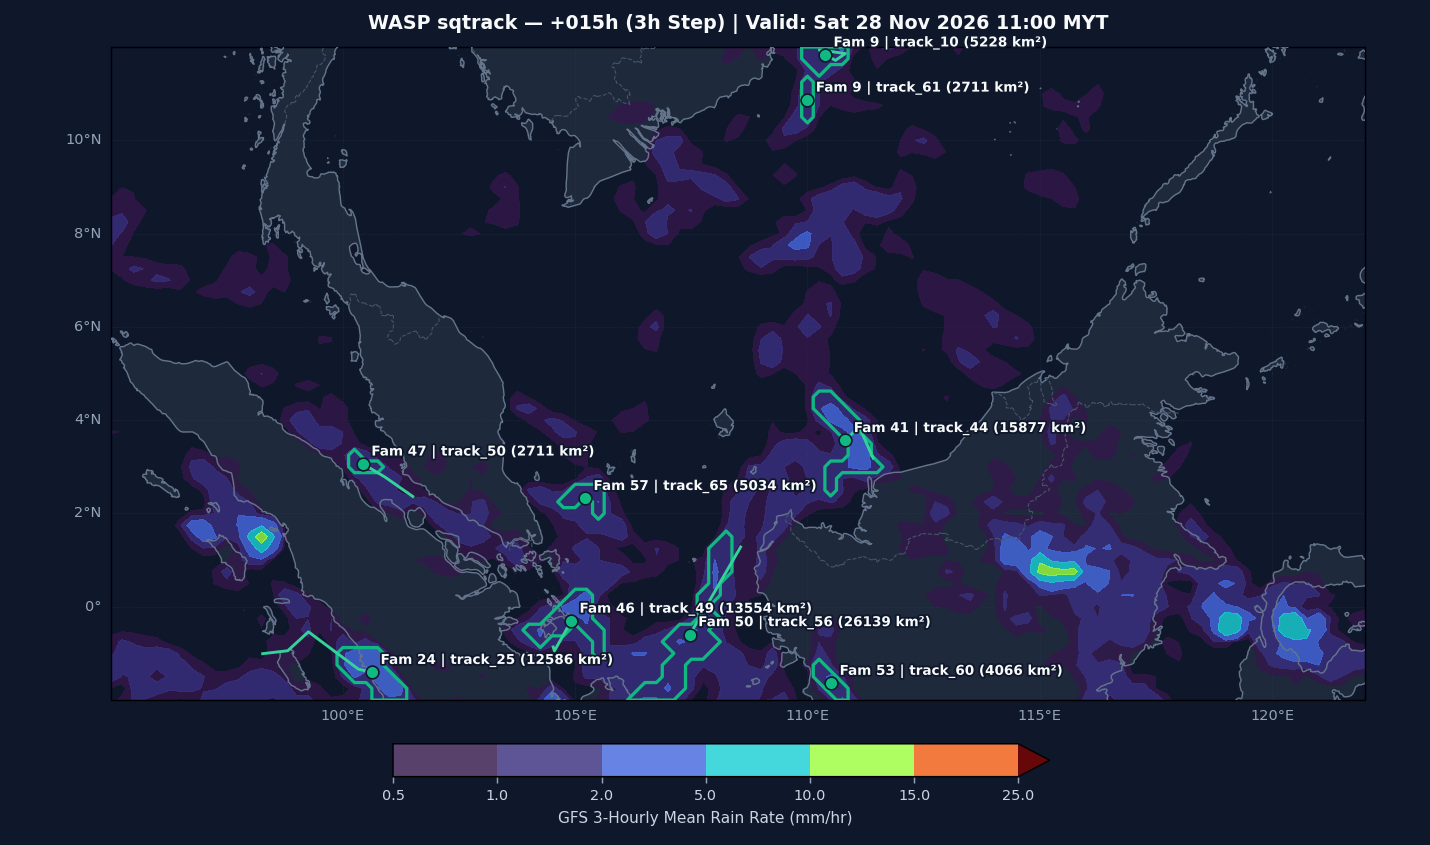 WASP sqtrack — +015h (3h Step) | Valid: Sat 28 Nov 2026 11:00 MYT
Fam 9 | track_10 (5228 km²)
Fam 9 | track_61 (2711 km²)
10°N
8°N
6°N
4°N
Fam 41 | track_44 (15877 km²)
Fam 47 | track_50 (2711 km²)
Fam 57 | track_65 (5034 km²)
2°N
0°
Fam 46 | track_49 (13554 km²)
Fam 50 | track_56 (26139 km²)
Fam 24 | track_25 (12586 km²)
Fam 53 | track_60 (4066 km²)
100°E 105°E 110°E 115°E 120°E
0.5 1.0 2.0 5.0 10.0 15.0 25.0
GFS 3-Hourly Mean Rain Rate (mm/hr)